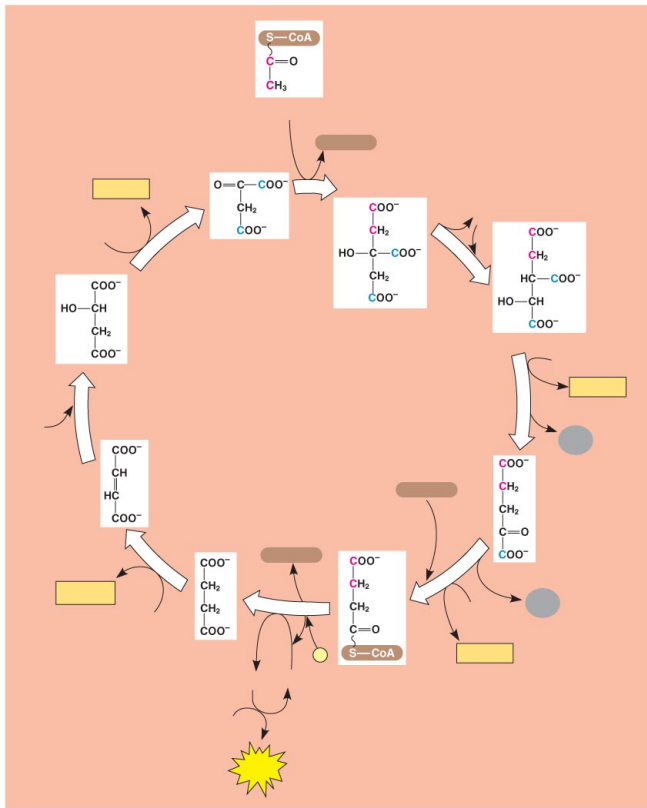 S—CoA
C=O
CH₃
O=C—COO⁻
CH₂
COO⁻
COO⁻
CH₂
HO—C—COO⁻
CH₂
COO⁻
COO⁻
CH₂
HC—COO⁻
HO—CH
COO⁻
COO⁻
CH₂
CH₂
C=O
COO⁻
COO⁻
CH₂
CH₂
C=O
S—CoA
COO⁻
CH₂
CH₂
COO⁻
COO⁻
CH
HC
COO⁻
COO⁻
HO—CH
CH₂
COO⁻